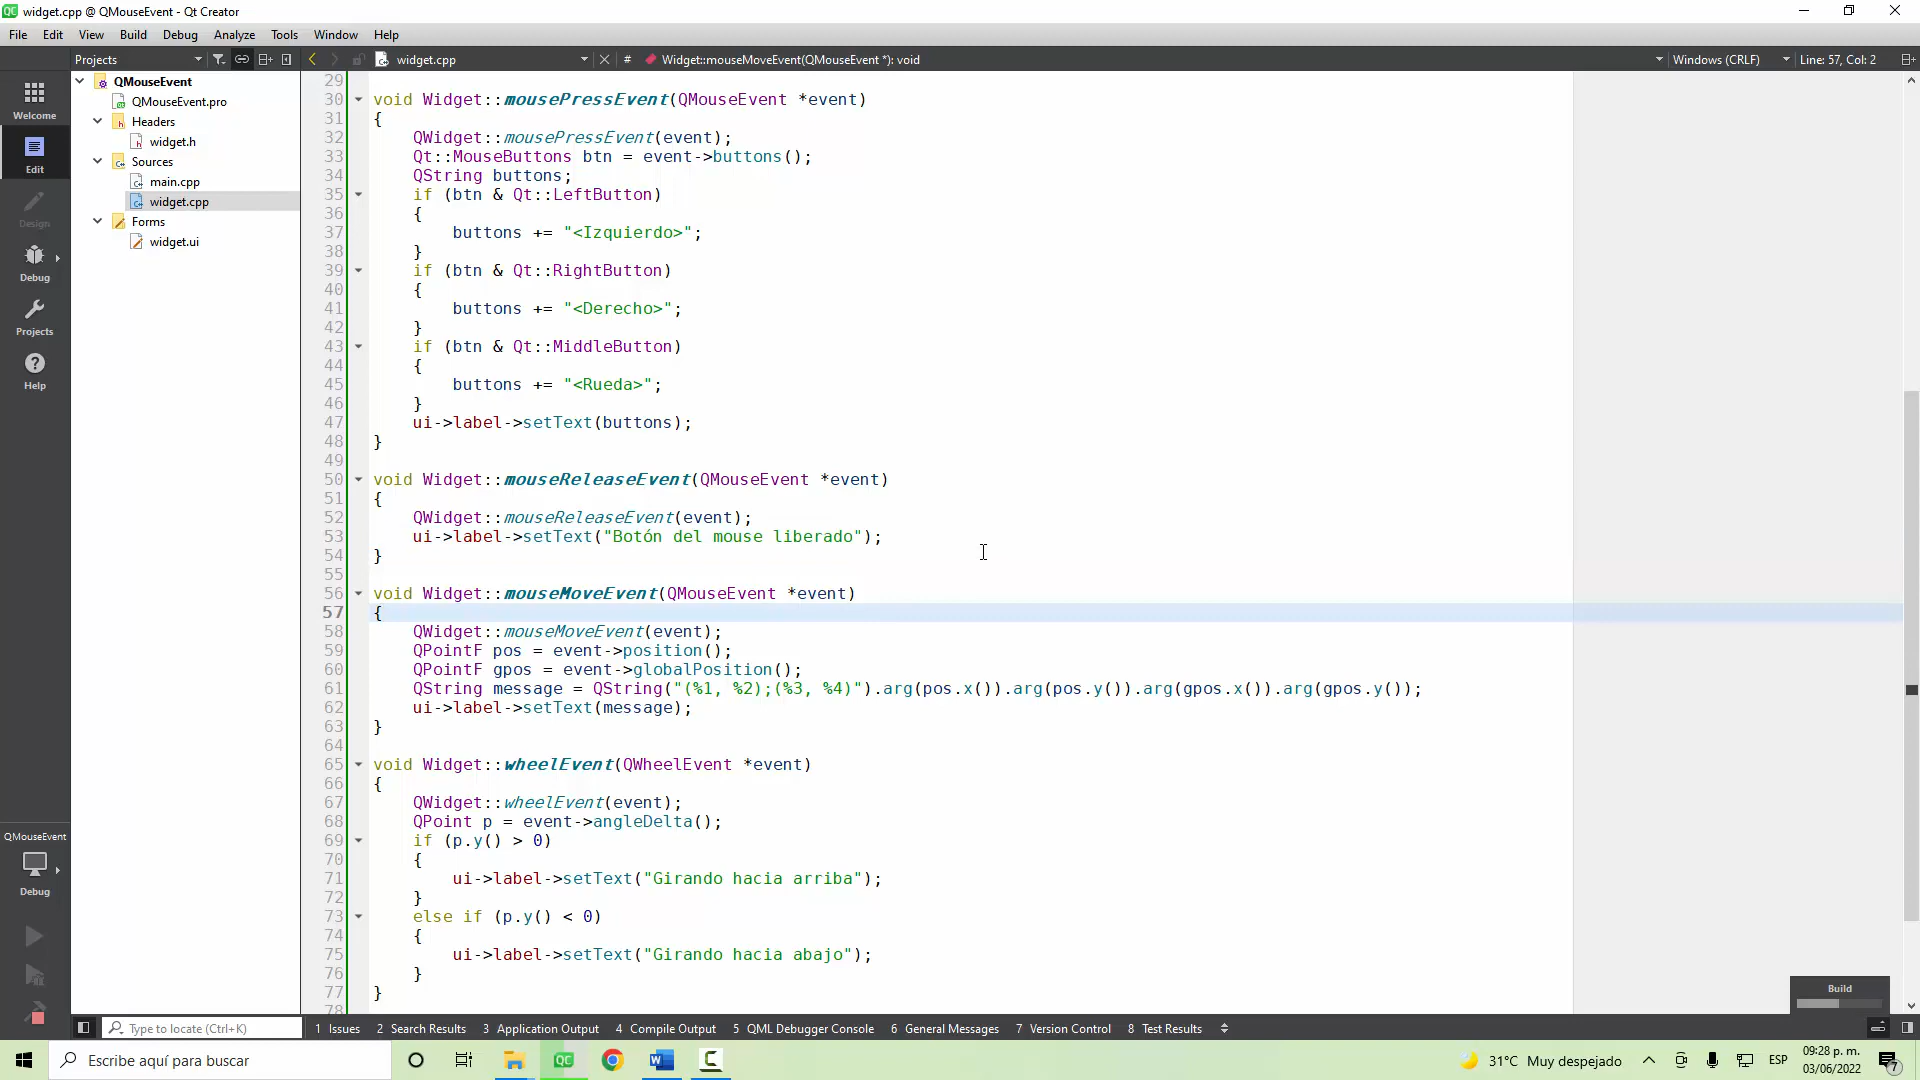 widget.cpp @ QMouseEvent - Qt Creator
File Edit View Build Debug Analyze Tools Window Help
Projects widget.cpp # Widget::mouseMoveEvent(QMouseEvent *): void Windows (CRLF) Line: 57, Col: 2
Welcome
Edit
Design
Debug
Projects
Help
QMouseEvent
Debug
QMouseEvent
QMouseEvent.pro
Headers
widget.h
Sources
main.cpp
widget.cpp
Forms
widget.ui
29
30 void Widget::mousePressEvent(QMouseEvent *event)
31 {
32     QWidget::mousePressEvent(event);
33     Qt::MouseButtons btn = event->buttons();
34     QString buttons;
35     if (btn & Qt::LeftButton)
36     {
37         buttons += "<Izquierdo>";
38     }
39     if (btn & Qt::RightButton)
40     {
41         buttons += "<Derecho>";
42     }
43     if (btn & Qt::MiddleButton)
44     {
45         buttons += "<Rueda>";
46     }
47     ui->label->setText(buttons);
48 }
49
50 void Widget::mouseReleaseEvent(QMouseEvent *event)
51 {
52     QWidget::mouseReleaseEvent(event);
53     ui->label->setText("Botón del mouse liberado");
54 }
55
56 void Widget::mouseMoveEvent(QMouseEvent *event)
57 {
58     QWidget::mouseMoveEvent(event);
59     QPointF pos = event->position();
60     QPointF gpos = event->globalPosition();
61     QString message = QString("(%1, %2);(%3, %4)").arg(pos.x()).arg(pos.y()).arg(gpos.x()).arg(gpos.y());
62     ui->label->setText(message);
63 }
64
65 void Widget::wheelEvent(QWheelEvent *event)
66 {
67     QWidget::wheelEvent(event);
68     QPoint p = event->angleDelta();
69     if (p.y() > 0)
70     {
71         ui->label->setText("Girando hacia arriba");
72     }
73     else if (p.y() < 0)
74     {
75         ui->label->setText("Girando hacia abajo");
76     }
77 }
78
Build
Type to locate (Ctrl+K) 1 Issues 2 Search Results 3 Application Output 4 Compile Output 5 QML Debugger Console 6 General Messages 7 Version Control 8 Test Results
Escribe aquí para buscar 31°C Muy despejado ESP 09:28 p. m.
03/06/2022 7